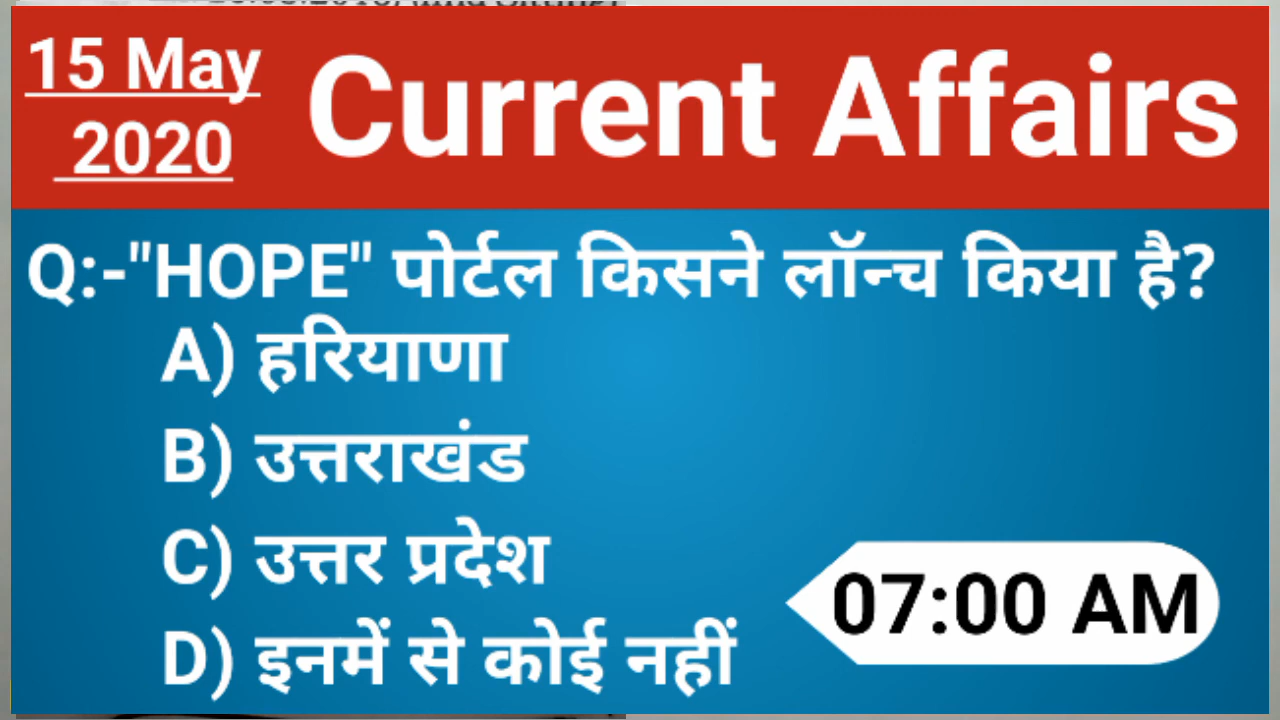 15 May
2020
Current Affairs
Q:-"HOPE" पोर्टल किसने लॉन्च किया है?
A) हरियाणा
B) उत्तराखंड
C) उत्तर प्रदेश
D) इनमें से कोई नहीं
07:00 AM